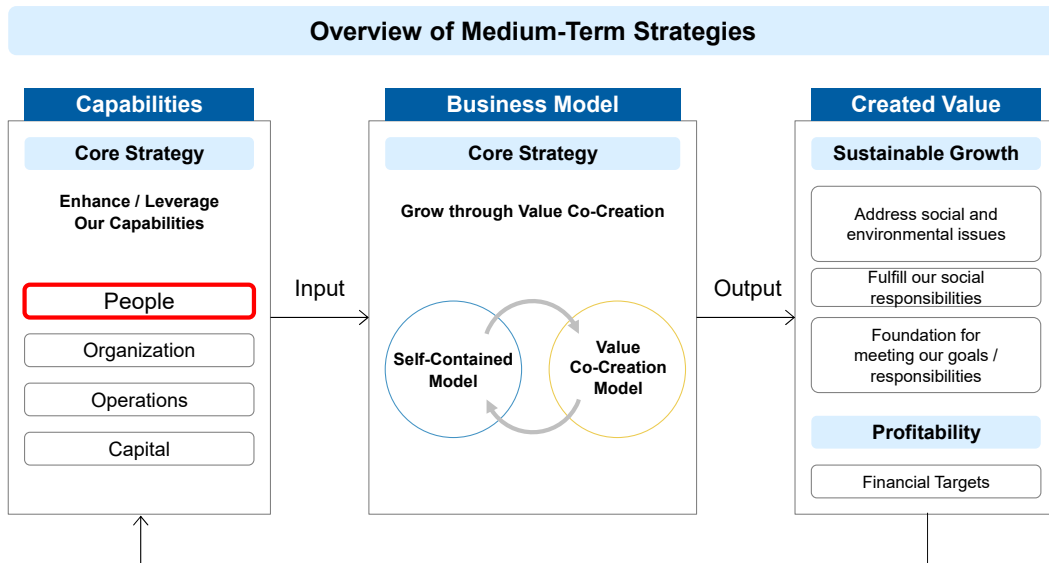 Overview of Medium-Term Strategies
Capabilities
Core Strategy
Enhance / Leverage
Our Capabilities
People
Organization
Operations
Capital
Input
Business Model
Core Strategy
Grow through Value Co-Creation
Self-Contained
Model
Value
Co-Creation
Model
Output
Created Value
Sustainable Growth
Address social and
environmental issues
Fulfill our social
responsibilities
Foundation for
meeting our goals /
responsibilities
Profitability
Financial Targets